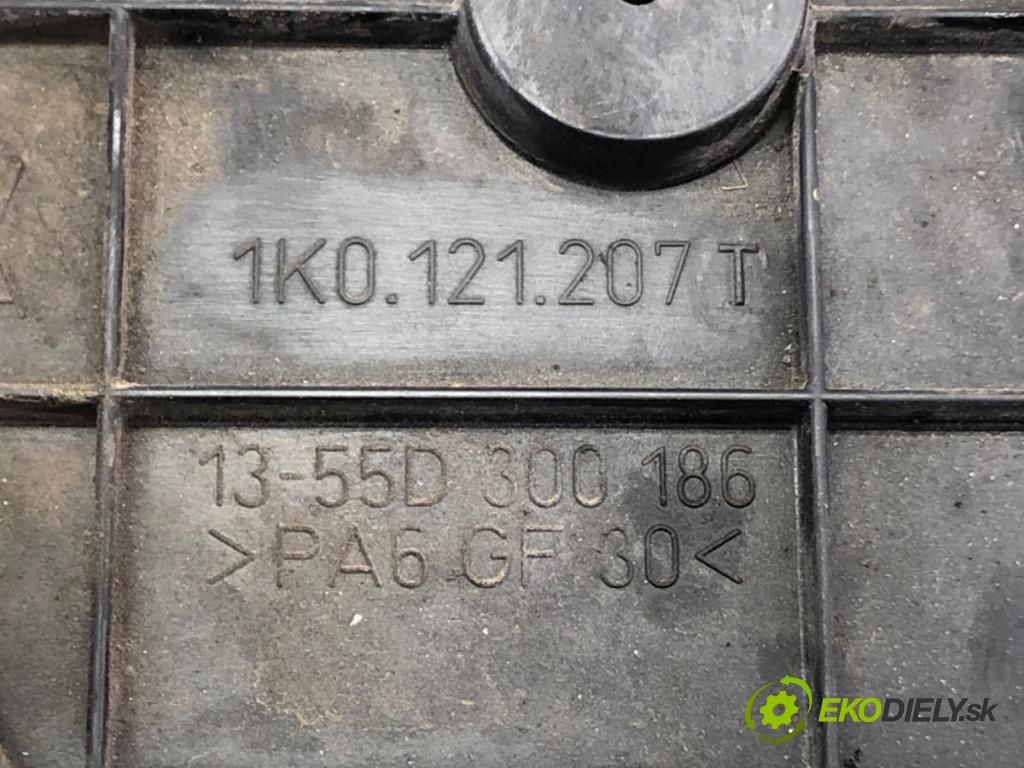 1K0.121.207 T
13-55D 300 186
>PA6 GF 30<
EKODIELY.sk